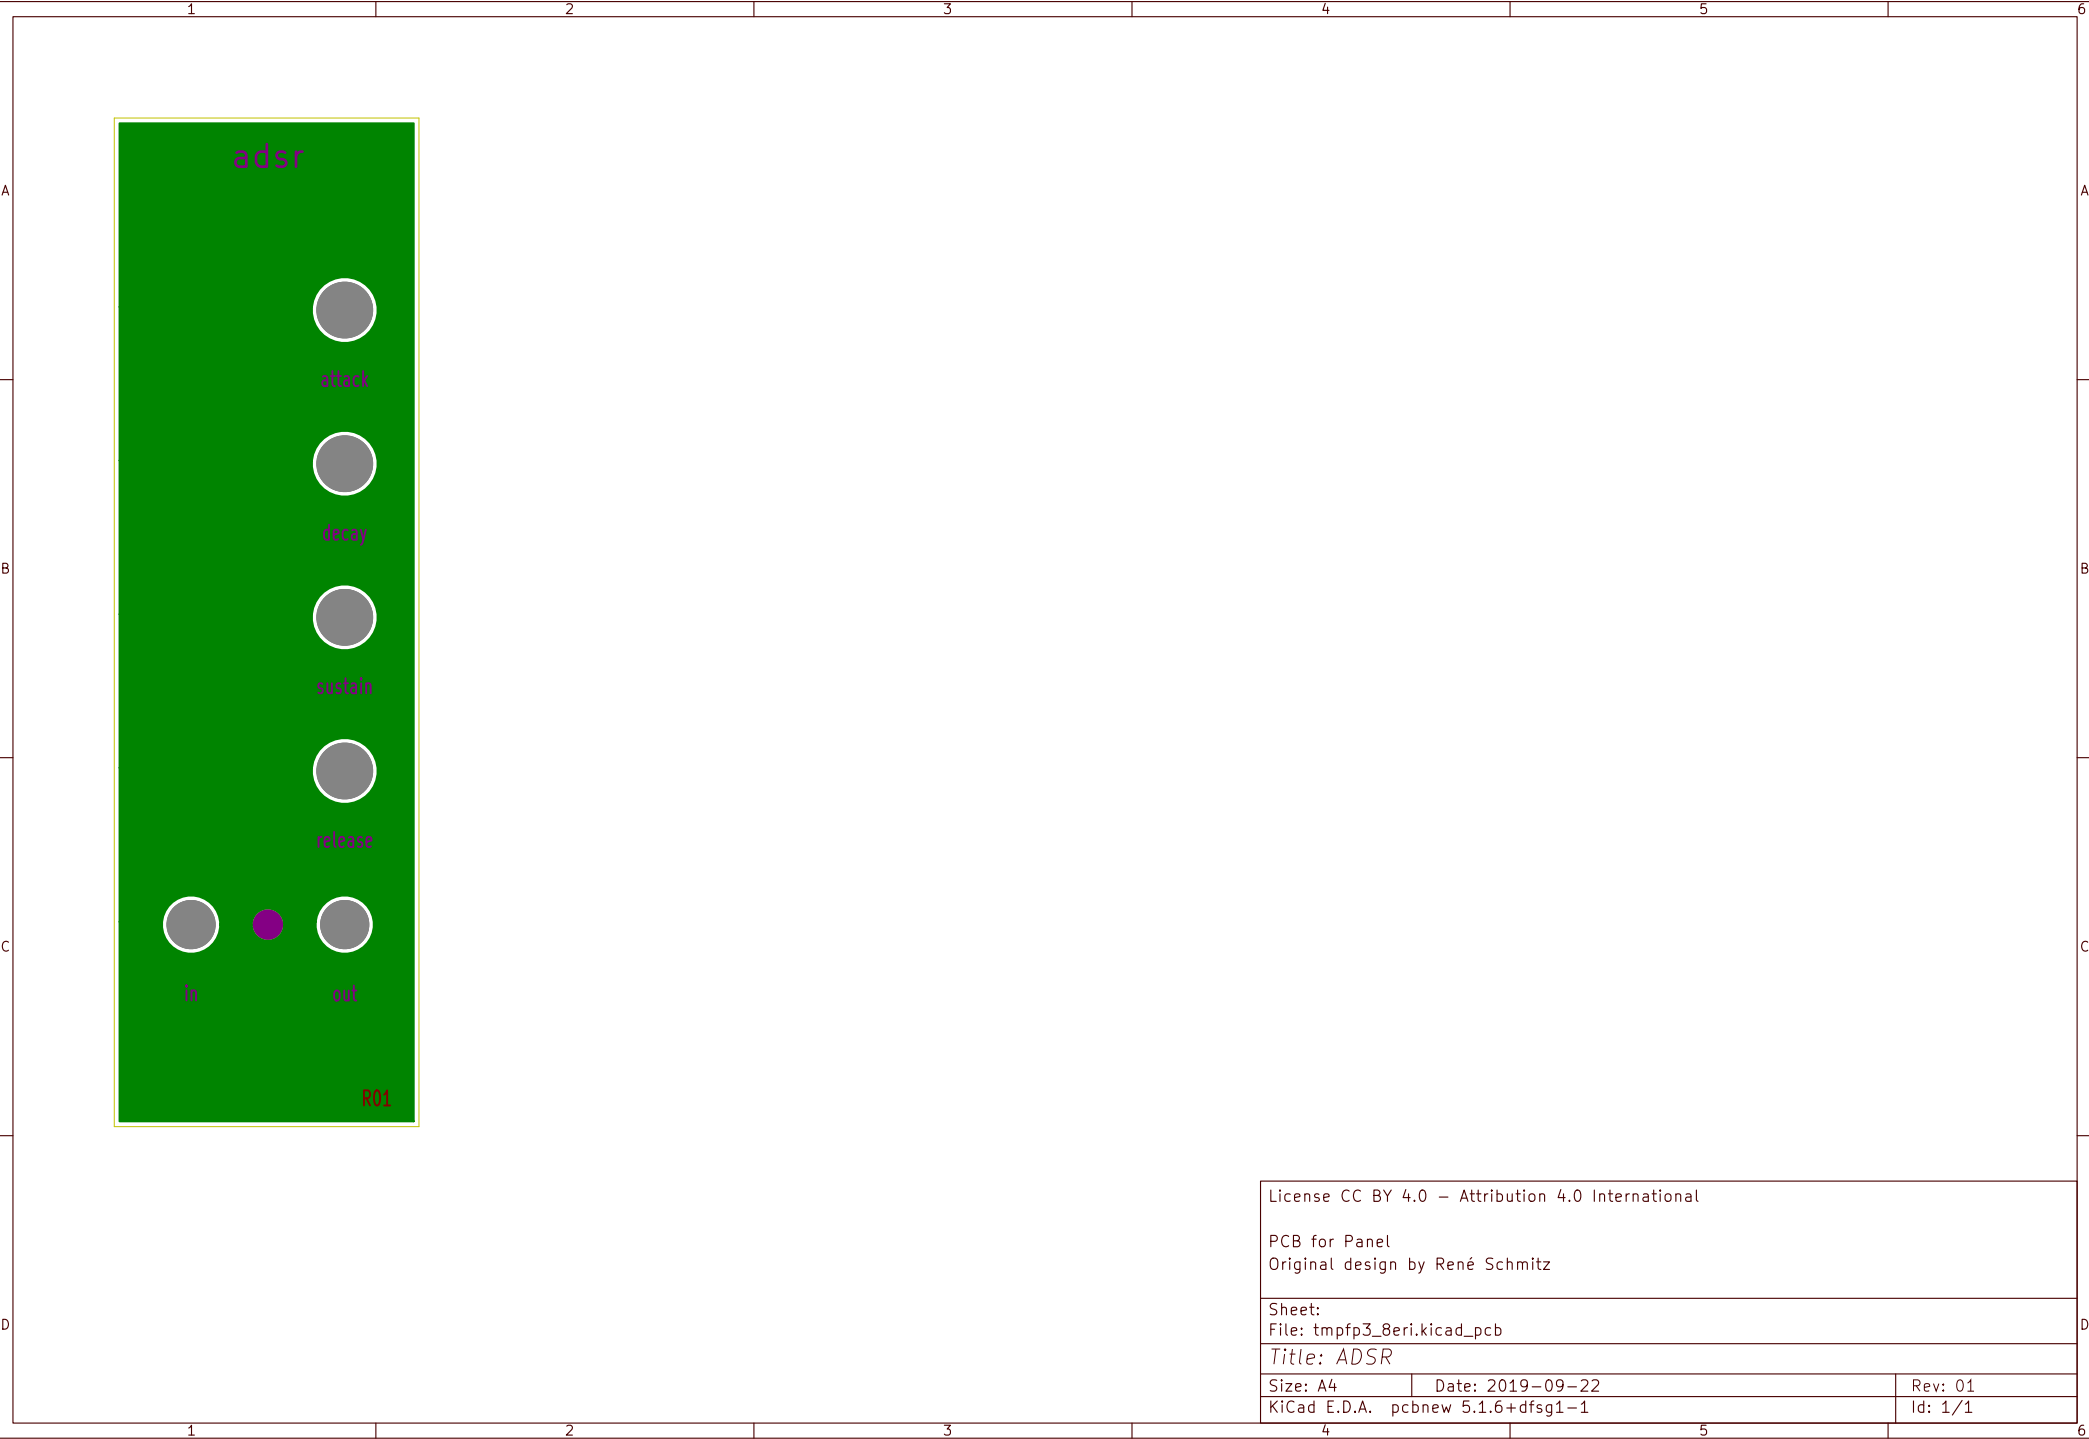 1 2 3 4 5 6
adsr
A A
attack
decay
B B
sustain
release
C C
in out
R01
License CC BY 4.0 - Attribution 4.0 International
PCB for Panel
Original design by René Schmitz
Sheet:
D D
File: tmpfp3_8eri.kicad_pcb
Title: ADSR
Size: A4 Date: 2019-09-22 Rev: 01
KiCad E.D.A. pcbnew 5.1.6+dfsg1-1 Id: 1/1
1 2 3 4 5 6